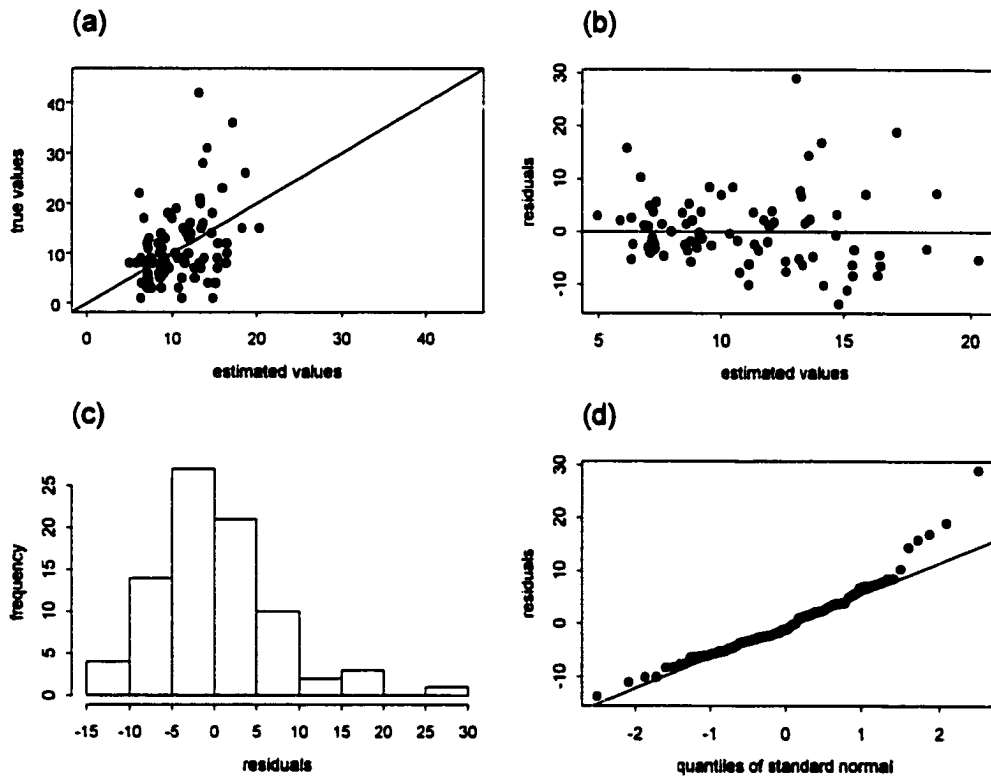 (a)
true values
40
30
20
10
0
0 10 20 30 40
estimated values
(b)
residuals
30
20
10
0
-10
5 10 15 20
estimated values
(c)
frequency
25
20
15
10
5
0
-15 -10 -5 0 5 10 15 20 25 30
residuals
(d)
residuals
30
20
10
0
-10
-2 -1 0 1 2
quantiles of standard normal